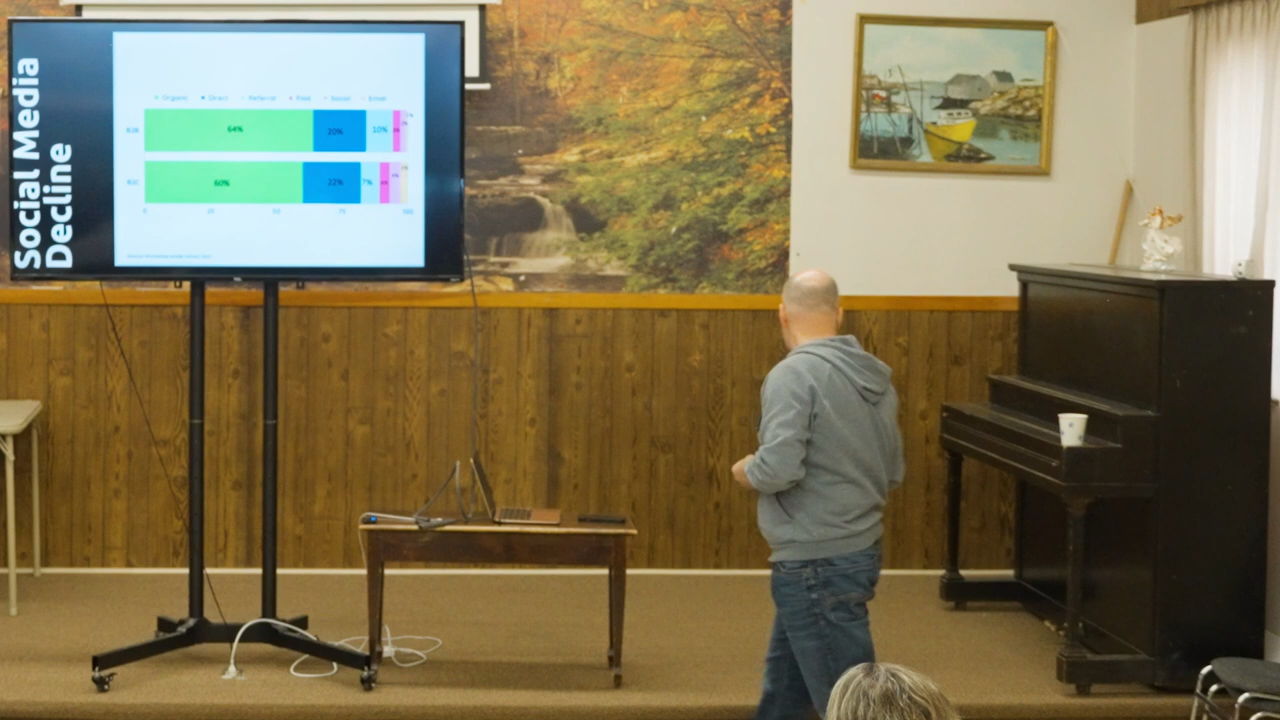 Social Media
Decline
Organic Direct Referral Paid Social Email
B2B 64% 20% 10%
B2C 60% 22% 7%
0 25 50 75 100